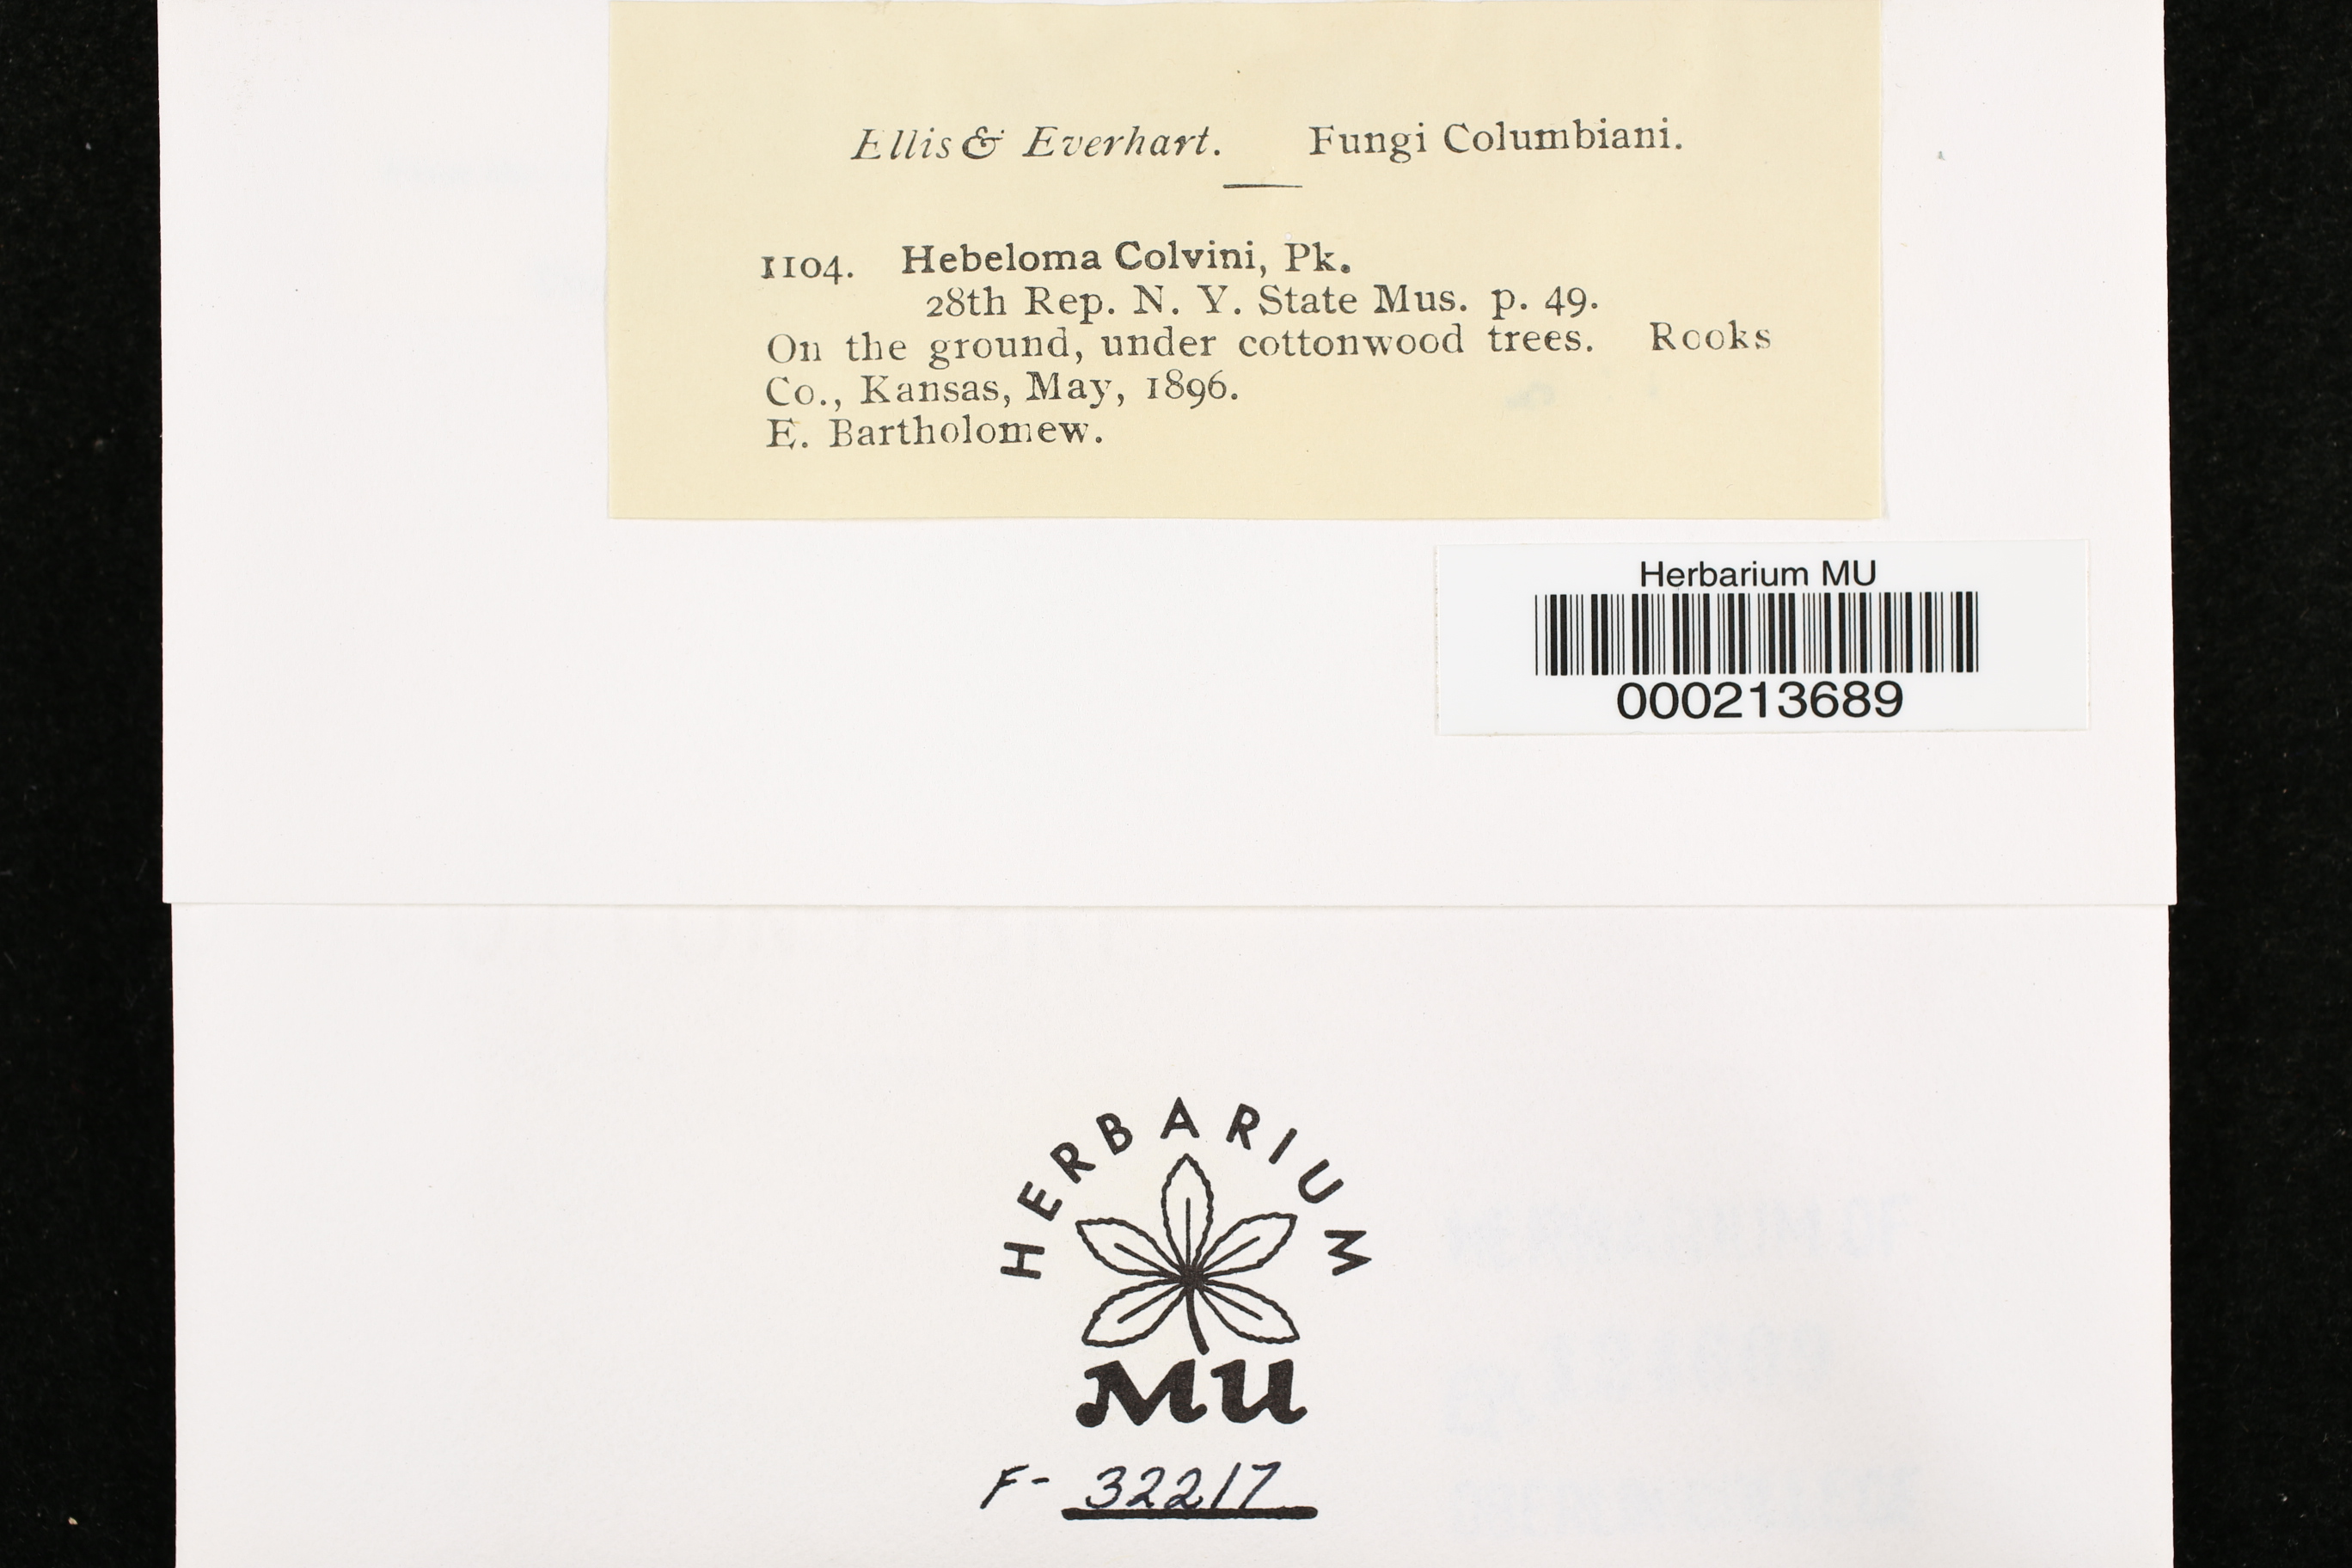 Ellis & Everhart. Fungi Columbiani.
1104. Hebeloma Colvini, Pk.
28th Rep. N. Y. State Mus. p. 49.
On the ground, under cottonwood trees. Rooks
Co., Kansas, May, 1896.
E. Bartholomew.
Herbarium MU
000213689
HERBARIUM
MU
F- 32217